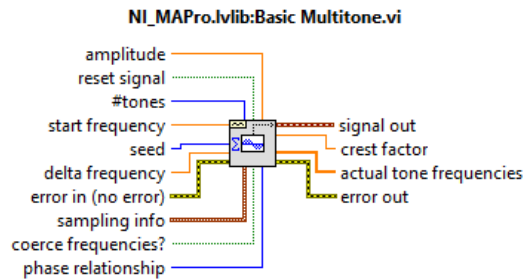 NI_MAPro.lvlib:Basic Multitone.vi
amplitude
reset signal
#tones
start frequency
seed
delta frequency
error in (no error)
sampling info
coerce frequencies?
phase relationship
signal out
crest factor
actual tone frequencies
error out